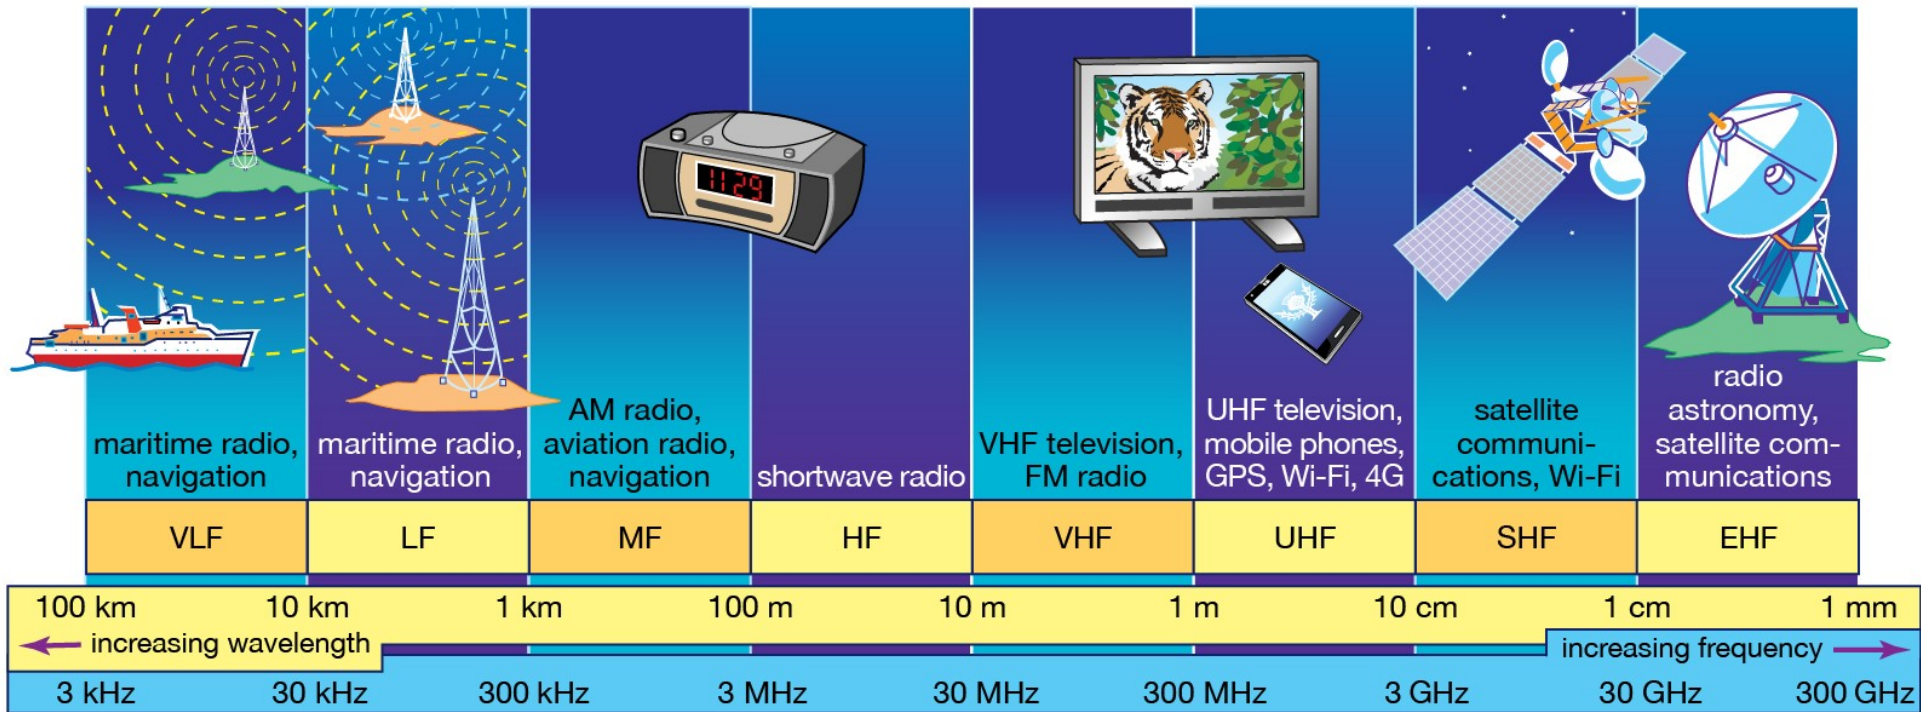 11 29
maritime radio,
navigation
maritime radio,
navigation
AM radio,
aviation radio,
navigation
shortwave radio
VHF television,
FM radio
UHF television,
mobile phones,
GPS, Wi-Fi, 4G
satellite
communi-
cations, Wi-Fi
radio
astronomy,
satellite com-
munications
VLF LF MF HF VHF UHF SHF EHF
100 km 10 km 1 km 100 m 10 m 1 m 10 cm 1 cm 1 mm
increasing wavelength
increasing frequency
3 kHz 30 kHz 300 kHz 3 MHz 30 MHz 300 MHz 3 GHz 30 GHz 300 GHz